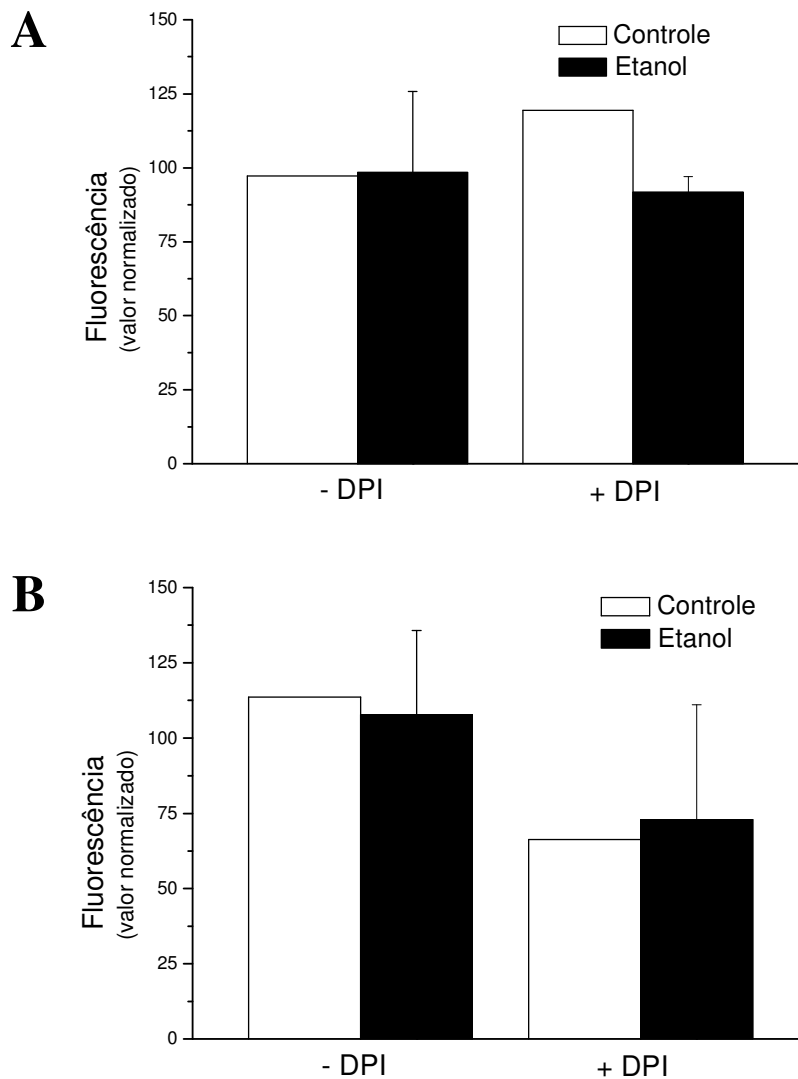 A
Controle
Etanol
Fluorescência
(valor normalizado)
150
125
100
75
50
25
0
- DPI
+ DPI
B
Controle
Etanol
Fluorescência
(valor normalizado)
150
125
100
75
50
25
0
- DPI
+ DPI